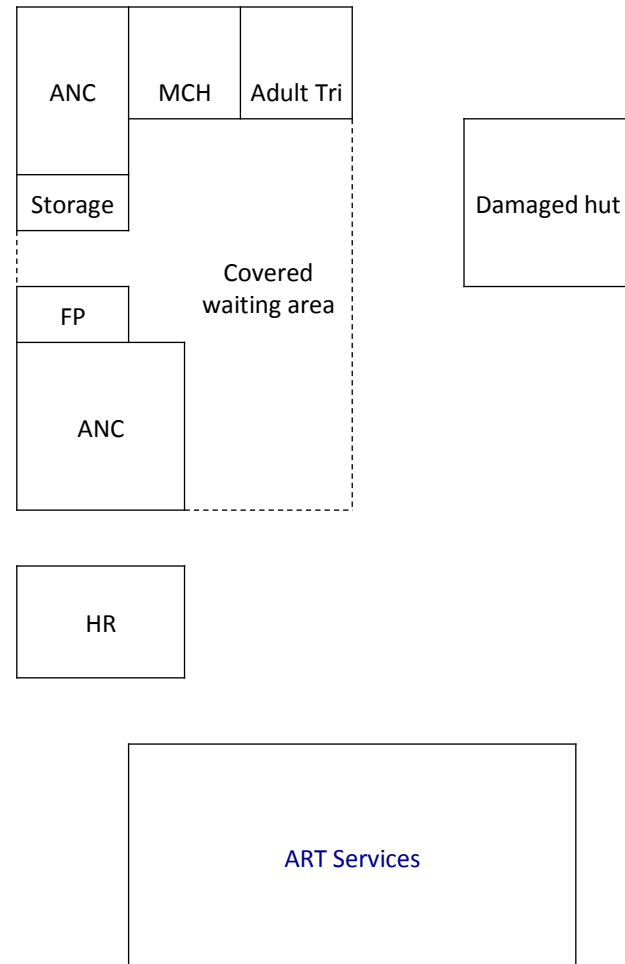 ANC
MCH
Adult Tri
Storage
Damaged hut
Covered
waiting area
FP
ANC
HR
ART Services